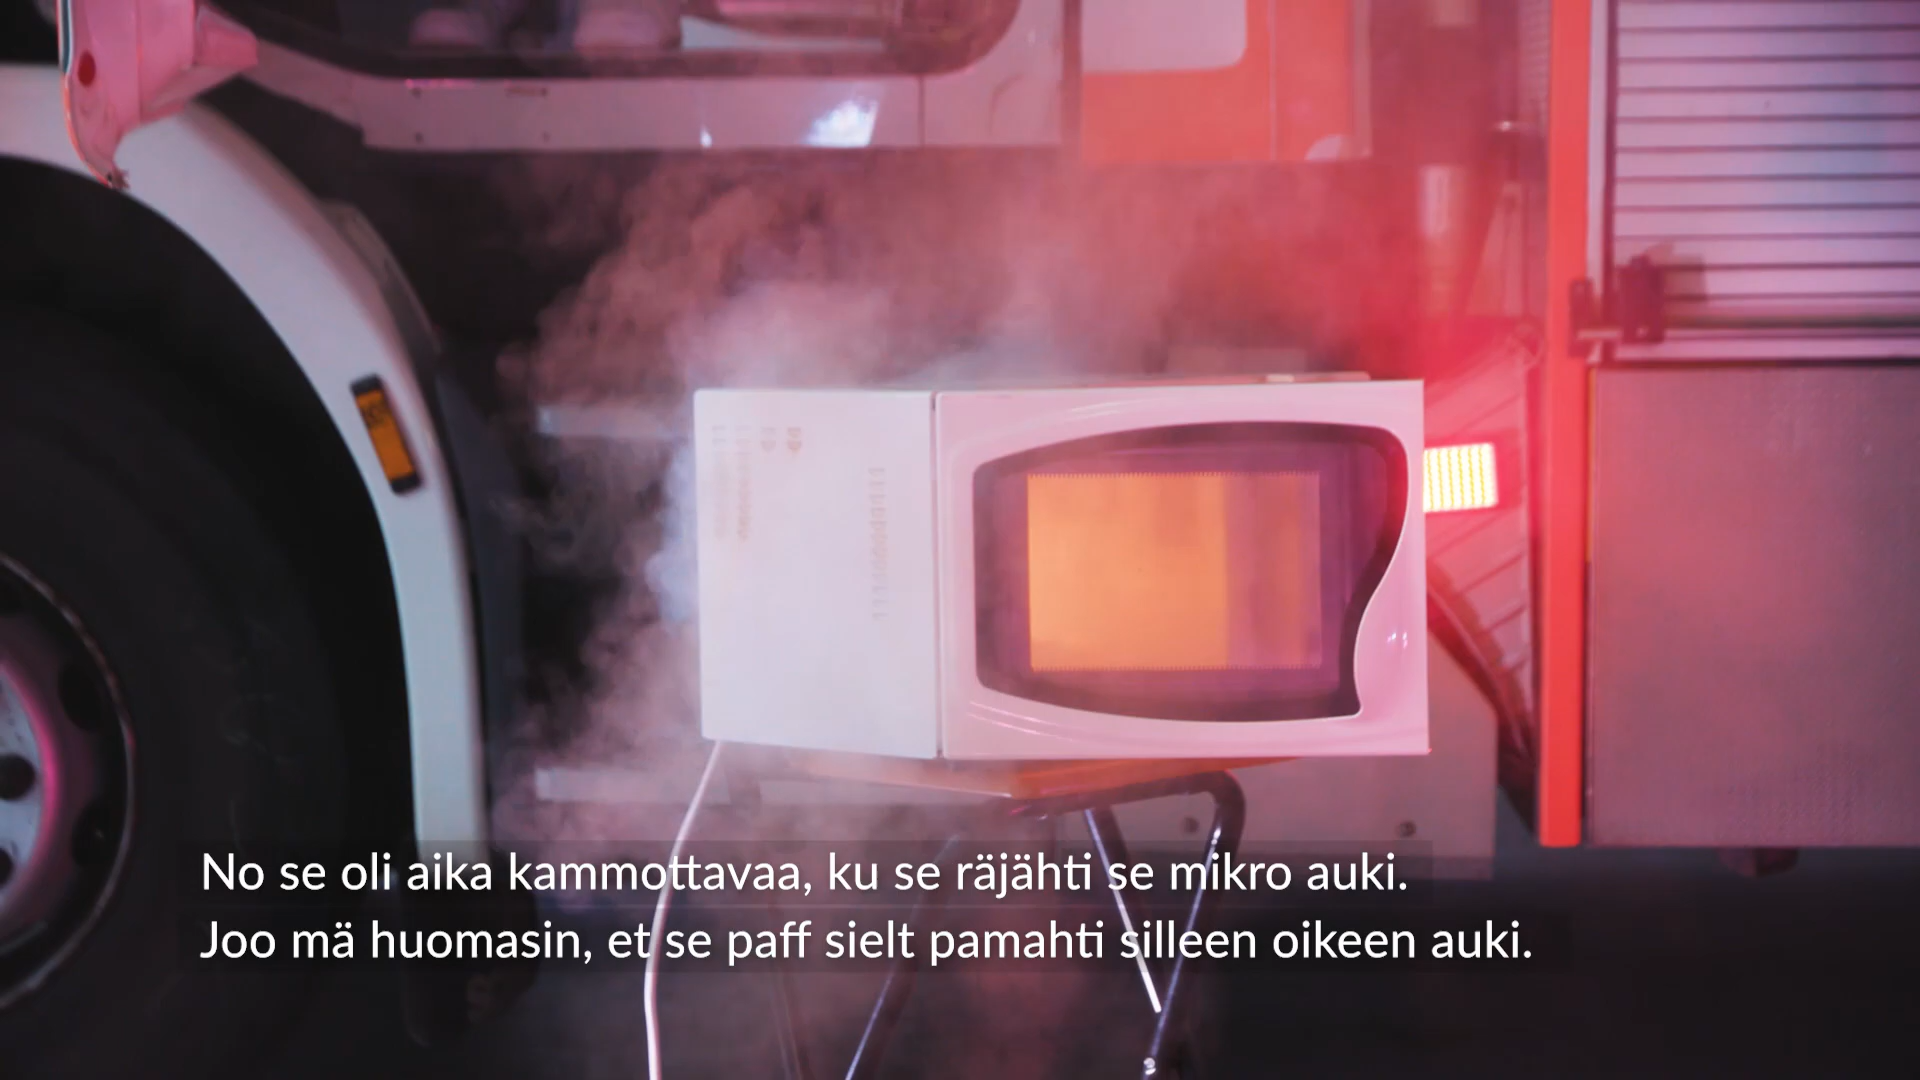 No se oli aika kammottavaa, ku se räjähti se mikro auki.
Joo mä huomasin, et se paff sielt pamahti silleen oikeen auki.